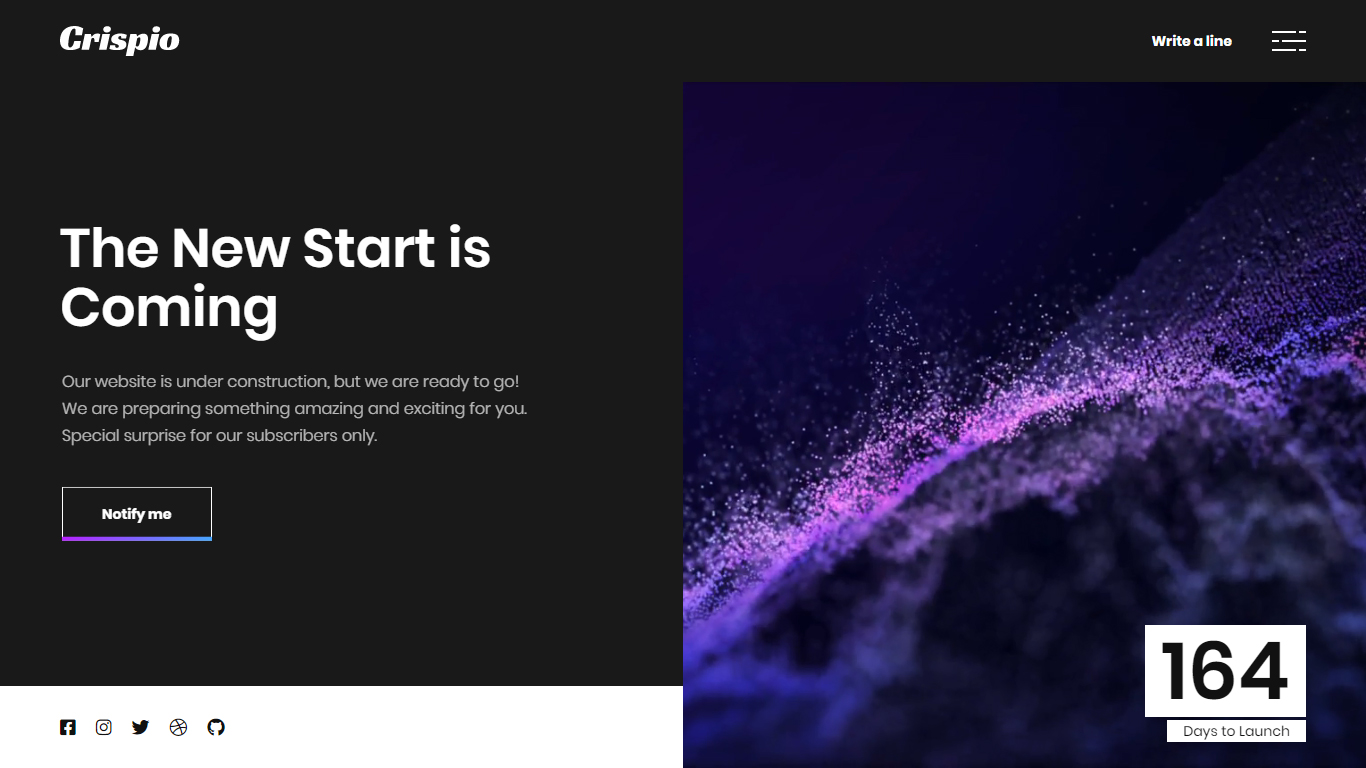 Crispio
Write a line
The New Start is
Coming
Our website is under construction, but we are ready to go!
We are preparing something amazing and exciting for you.
Special surprise for our subscribers only.
Notify me
164
Days to Launch